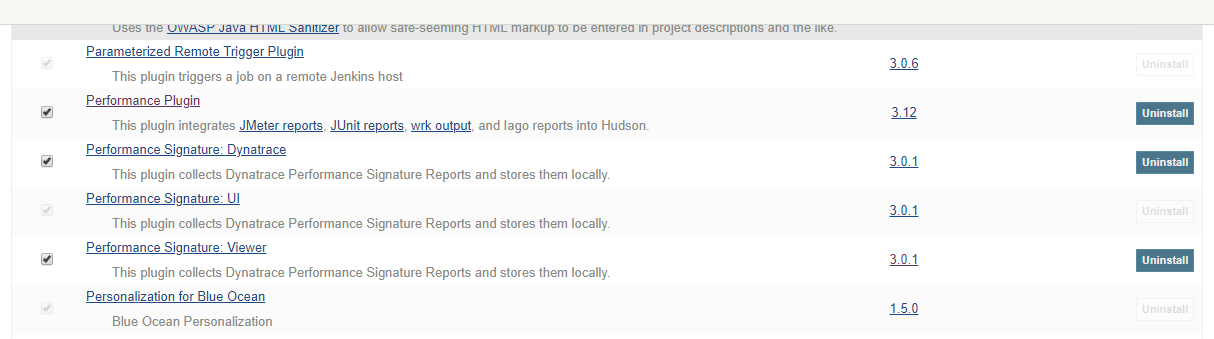 Uses the OWASP Java HTML Sanitizer to allow safe-seeming HTML markup to be entered in project descriptions and the like.
Parameterized Remote Trigger Plugin
This plugin triggers a job on a remote Jenkins host
3.0.6
Uninstall
Performance Plugin
This plugin integrates JMeter reports, JUnit reports, wrk output, and Iago reports into Hudson.
3.12
Uninstall
Performance Signature: Dynatrace
This plugin collects Dynatrace Performance Signature Reports and stores them locally.
3.0.1
Uninstall
Performance Signature: UI
This plugin collects Dynatrace Performance Signature Reports and stores them locally.
3.0.1
Uninstall
Performance Signature: Viewer
This plugin collects Dynatrace Performance Signature Reports and stores them locally.
3.0.1
Uninstall
Personalization for Blue Ocean
Blue Ocean Personalization
1.5.0
Uninstall